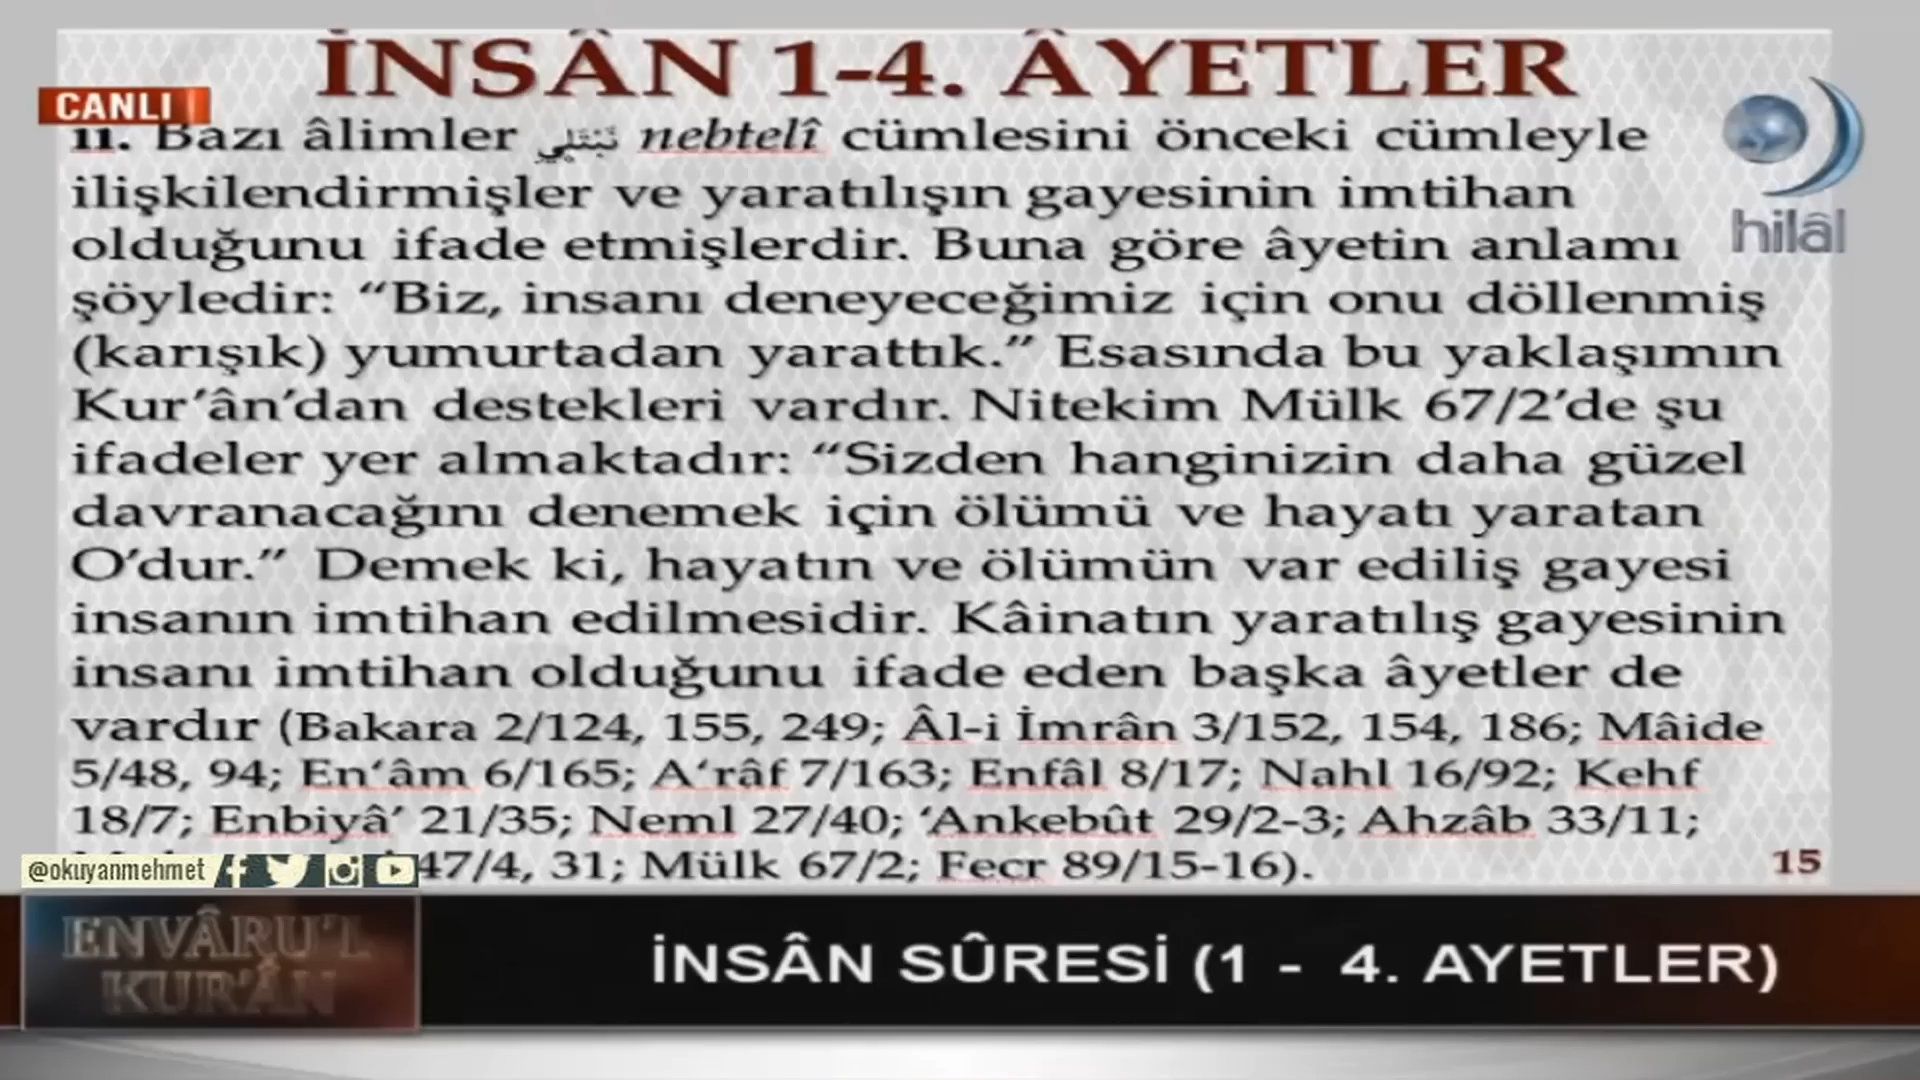 İNSÂN 1-4. ÂYETLER
CANLI
ii. Bazı âlimler نَبْتَلِي nebtelî cümlesini önceki cümleyle
ilişkilendirmişler ve yaratılışın gayesinin imtihan
olduğunu ifade etmişlerdir. Buna göre âyetin anlamı
şöyledir: “Biz, insanı deneyeceğimiz için onu döllenmiş
(karışık) yumurtadan yarattık.” Esasında bu yaklaşımın
Kur’ân’dan destekleri vardır. Nitekim Mülk 67/2’de şu
ifadeler yer almaktadır: “Sizden hanginizin daha güzel
davranacağını denemek için ölümü ve hayatı yaratan
O’dur.” Demek ki, hayatın ve ölümün var ediliş gayesi
insanın imtihan edilmesidir. Kâinatın yaratılış gayesinin
insanı imtihan olduğunu ifade eden başka âyetler de
vardır (Bakara 2/124, 155, 249; Âl-i İmrân 3/152, 154, 186; Mâide
5/48, 94; En‘âm 6/165; A‘râf 7/163; Enfâl 8/17; Nahl 16/92; Kehf
18/7; Enbiyâ’ 21/35; Neml 27/40; ‘Ankebût 29/2-3; Ahzâb 33/11;
47/4, 31; Mülk 67/2; Fecr 89/15-16).
15
hilâl
@okuyanmehmet
ENVÂRU'L
KUR'ÂN
İNSÂN SÛRESİ (1 - 4. AYETLER)